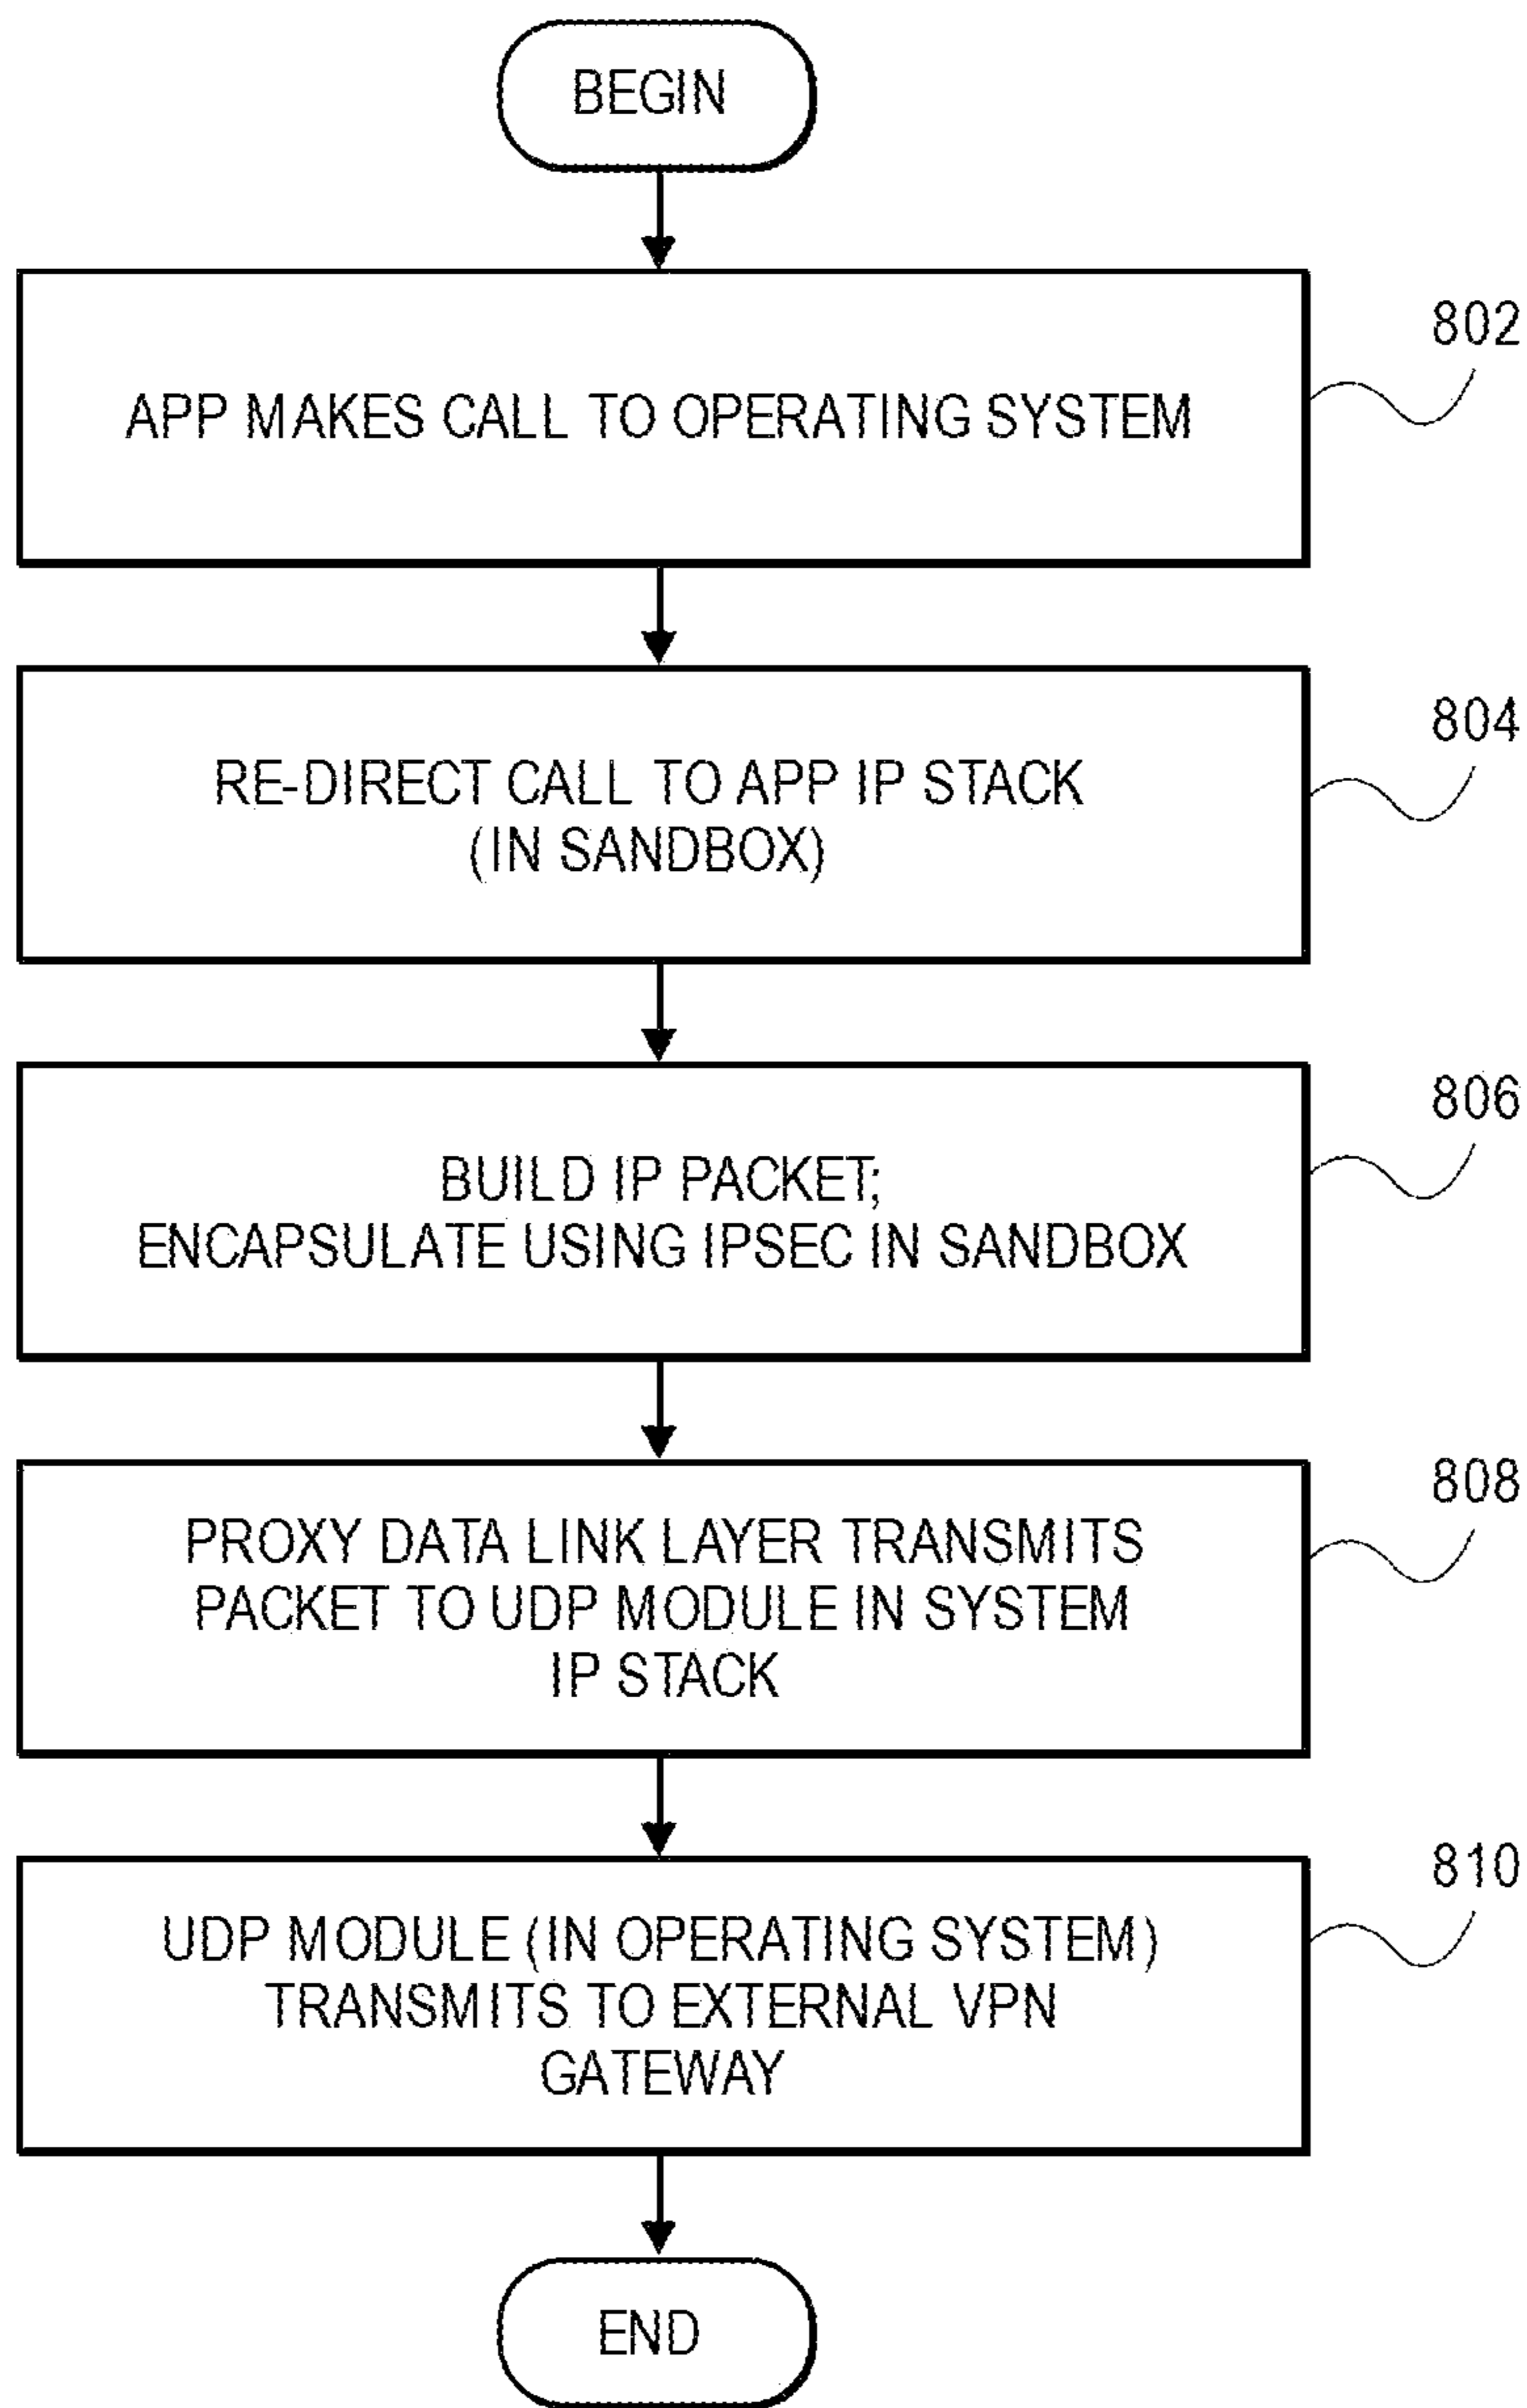 BEGIN
802
APP MAKES CALL TO OPERATING SYSTEM
804
RE-DIRECT CALL TO APP IP STACK
(IN SANDBOX)
806
BUILD IP PACKET;
ENCAPSULATE USING IPSEC IN SANDBOX
808
PROXY DATA LINK LAYER TRANSMITS
PACKET TO UDP MODULE IN SYSTEM
IP STACK
810
UDP MODULE (IN OPERATING SYSTEM)
TRANSMITS TO EXTERNAL VPN
GATEWAY
END